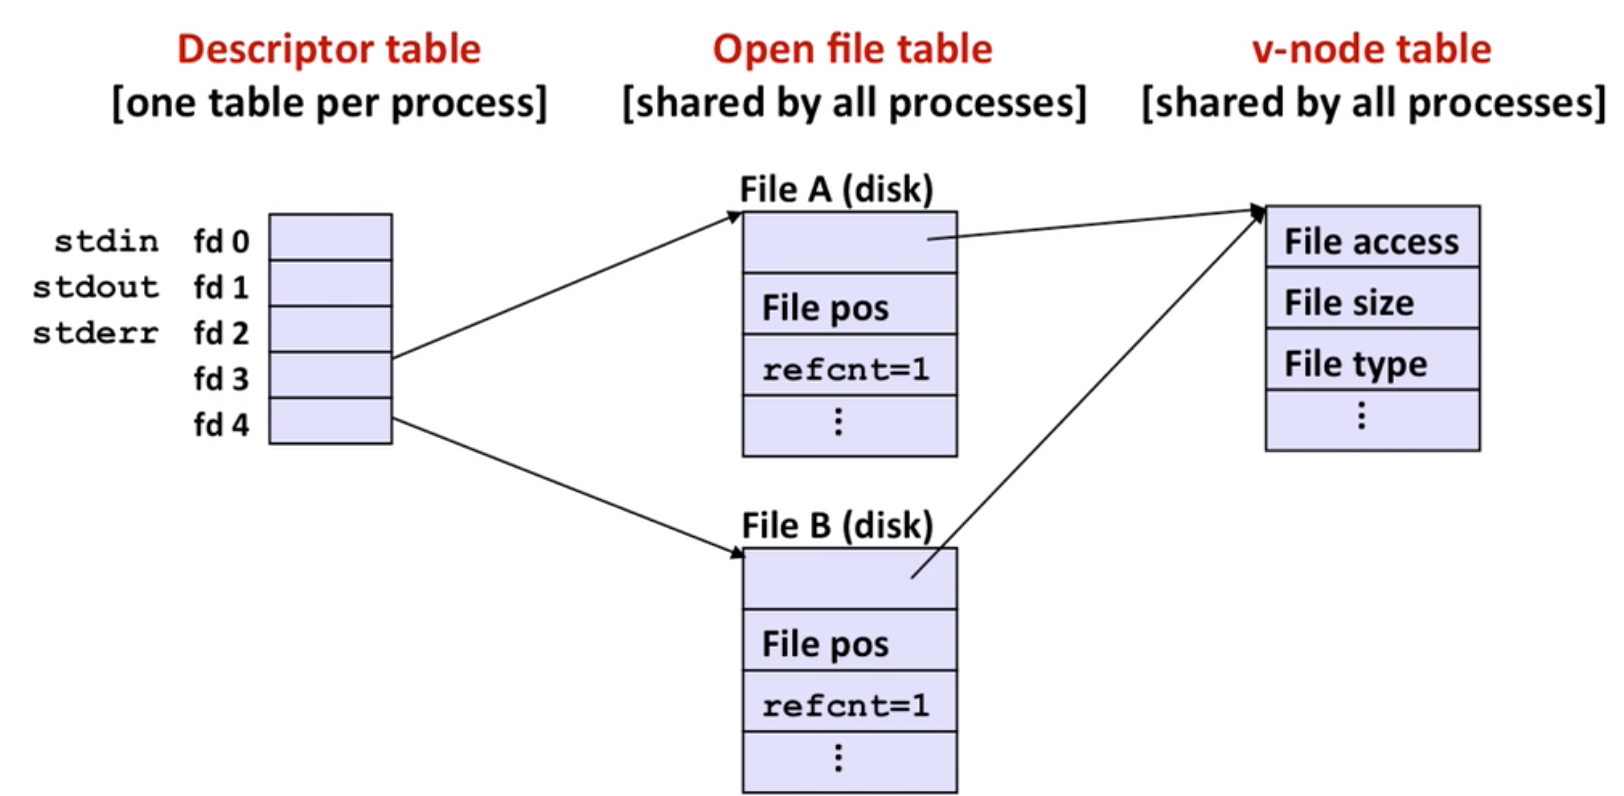 Descriptor table
[one table per process]
Open file table
[shared by all processes]
v-node table
[shared by all processes]
stdin fd 0
stdout fd 1
stderr fd 2
fd 3
fd 4
File A (disk)
File pos
refcnt=1
⋮
File B (disk)
File pos
refcnt=1
⋮
File access
File size
File type
⋮